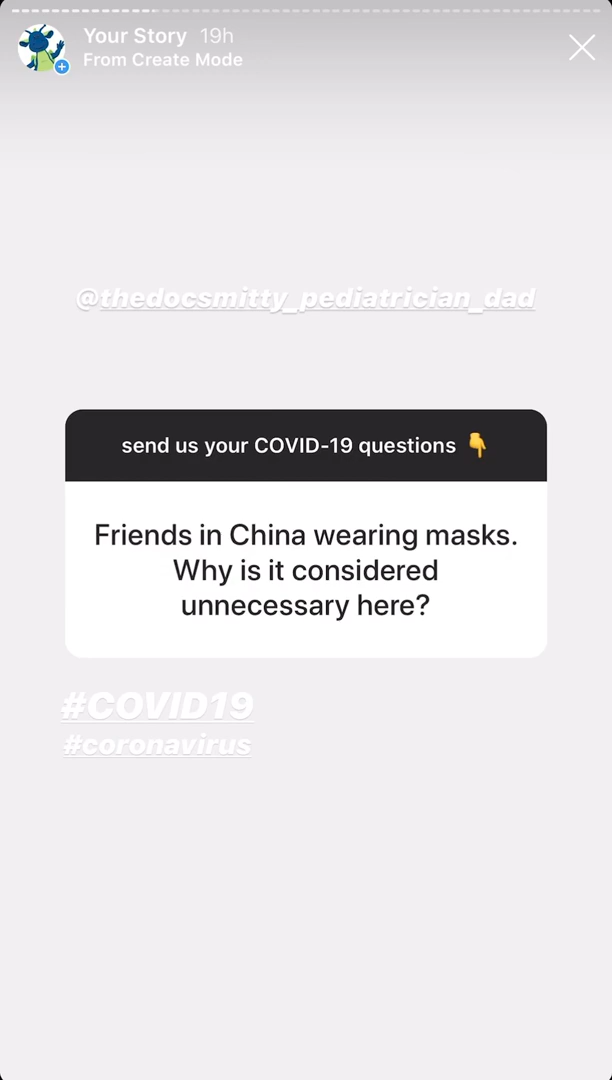 Your Story 19h
From Create Mode
@thedocsmitty_pediatrician_dad
send us your COVID-19 questions 👇
Friends in China wearing masks.
Why is it considered
unnecessary here?
#COVID19
#coronavirus